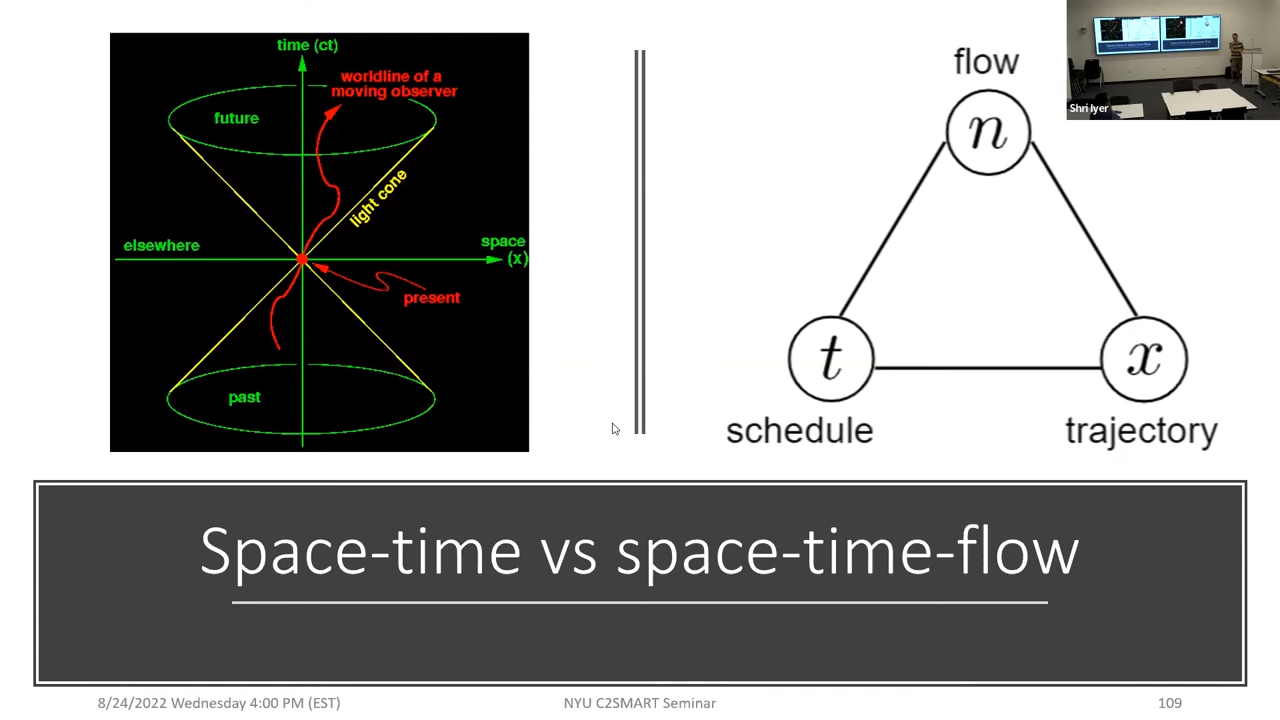 time (ct)
worldline of a
moving observer
future
light cone
elsewhere
space
(x)
present
past
flow
n
t
x
schedule
trajectory
Shri Iyer
Space-time vs space-time-flow
8/24/2022 Wednesday 4:00 PM (EST)
NYU C2SMART Seminar
109